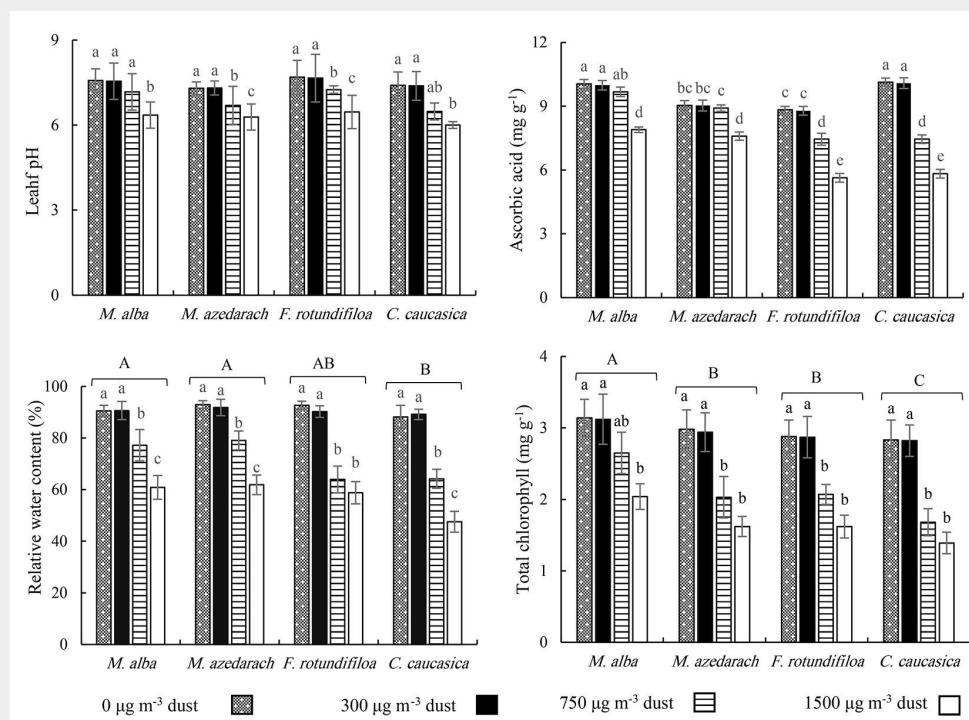 Leahf pH
9
6
3
0
a a a b
a a b c
a a b c
a a ab b
M. alba M. azedarach F. rotundifiloa C. caucasica
Ascorbic acid (mg g-1)
12
9
6
3
0
a a ab d
bc bc c d
c c d e
a a d e
M. alba M. azedarach F. rotundifiloa C. caucasica
Relative water content (%)
100
80
60
40
20
0
A A AB B
a a b c
a a b c
a a b b
a a b c
M. alba M. azedarach F. rotundifiloa C. caucasica
Total chlorophyll (mg g-1)
4
3
2
1
0
A B B C
a a ab b
a a b b
a a b b
a a b b
M. alba M. azedarach F. rotundifiloa C. caucasica
0 µg m-3 dust 300 µg m-3 dust 750 µg m-3 dust 1500 µg m-3 dust